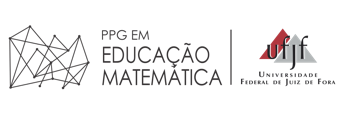 PPG EM
EDUCAÇÃO
MATEMÁTICA
ufjf
UNIVERSIDADE
FEDERAL DE JUIZ DE FORA